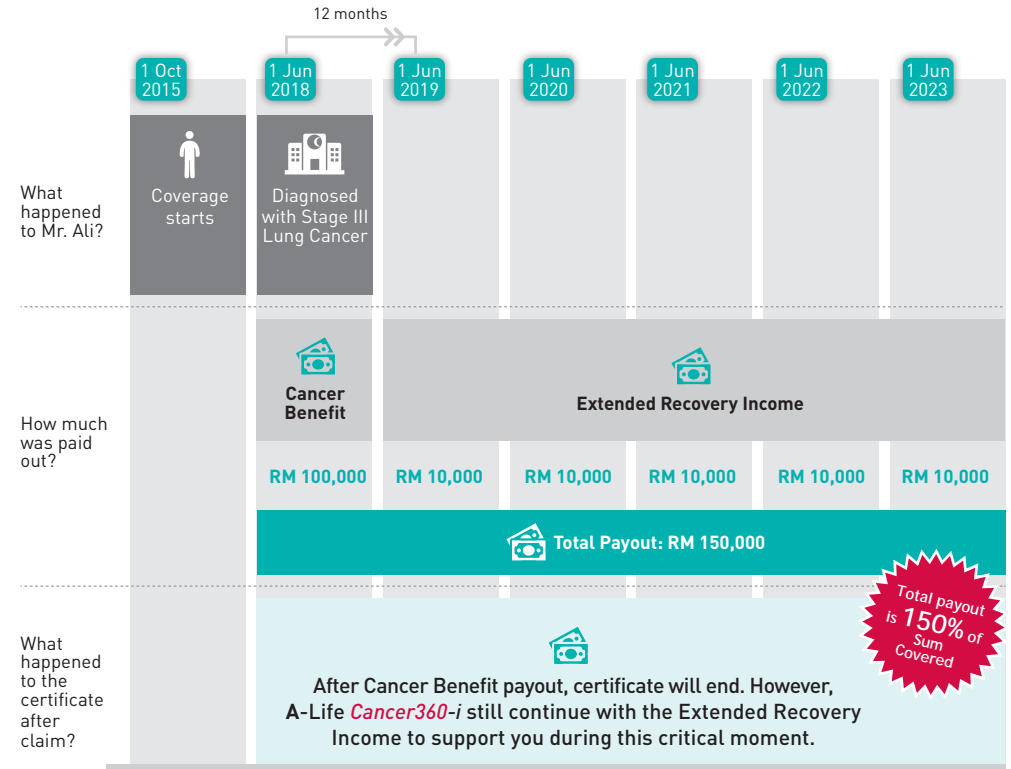 12 months
1 Oct
2015
1 Jun
2018
1 Jun
2019
1 Jun
2020
1 Jun
2021
1 Jun
2022
1 Jun
2023
What
happened
to Mr. Ali?
Coverage
starts
Diagnosed
with Stage III
Lung Cancer
How much
was paid
out?
Cancer
Benefit
Extended Recovery Income
RM 100,000
RM 10,000
RM 10,000
RM 10,000
RM 10,000
RM 10,000
Total Payout: RM 150,000
Total payout
is 150% of
Sum
Covered
What
happened
to the
certificate
after
claim?
After Cancer Benefit payout, certificate will end. However,
A-Life Cancer360-i still continue with the Extended Recovery
Income to support you during this critical moment.